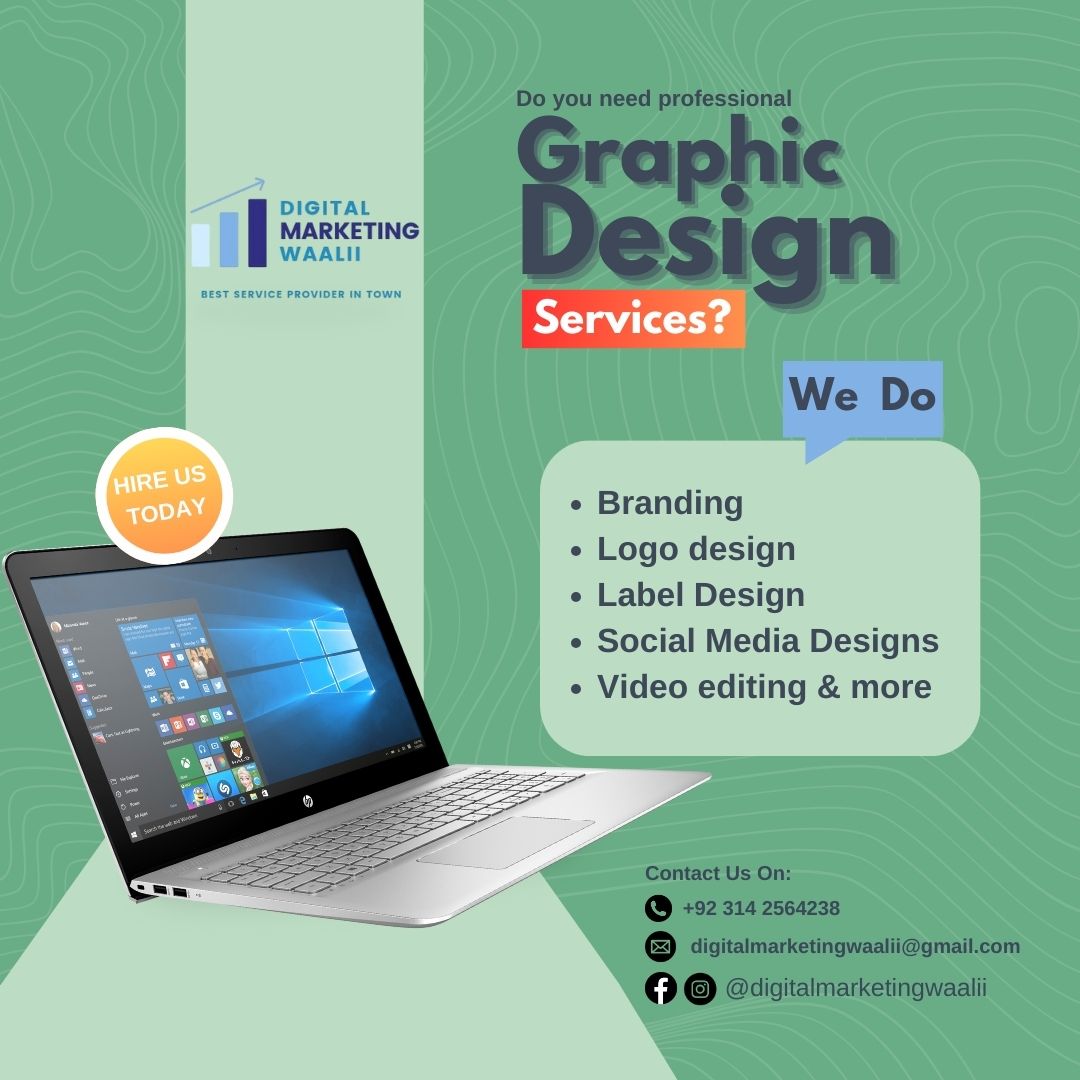 DIGITAL
MARKETING
WAALII
BEST SERVICE PROVIDER IN TOWN
Do you need professional
Graphic
Design
Services?
We Do
HIRE US
TODAY
• Branding
• Logo design
• Label Design
• Social Media Designs
• Video editing & more
hp
Contact Us On:
+92 314 2564238
digitalmarketingwaalii@gmail.com
@digitalmarketingwaalii